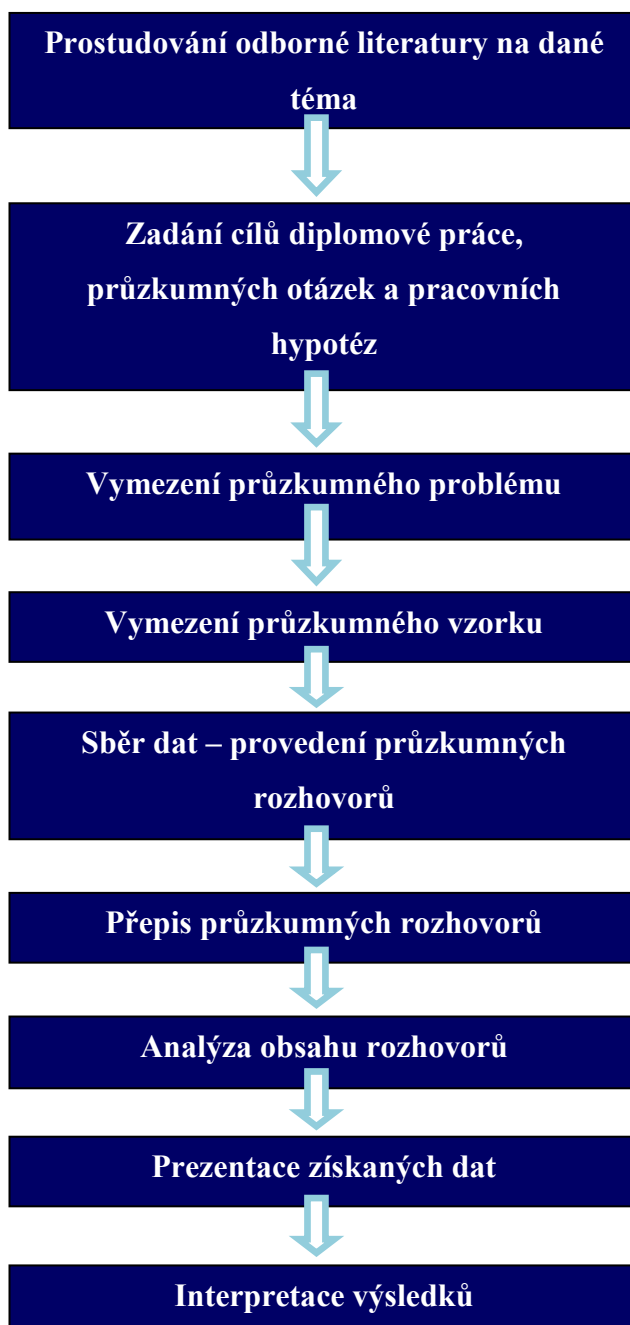 Prostudování odborné literatury na dané
téma
Zadání cílů diplomové práce,
průzkumných otázek a pracovních
hypotéz
Vymezení průzkumného problému
Vymezení průzkumného vzorku
Sběr dat – provedení průzkumných
rozhovorů
Přepis průzkumných rozhovorů
Analýza obsahu rozhovorů
Prezentace získaných dat
Interpretace výsledků